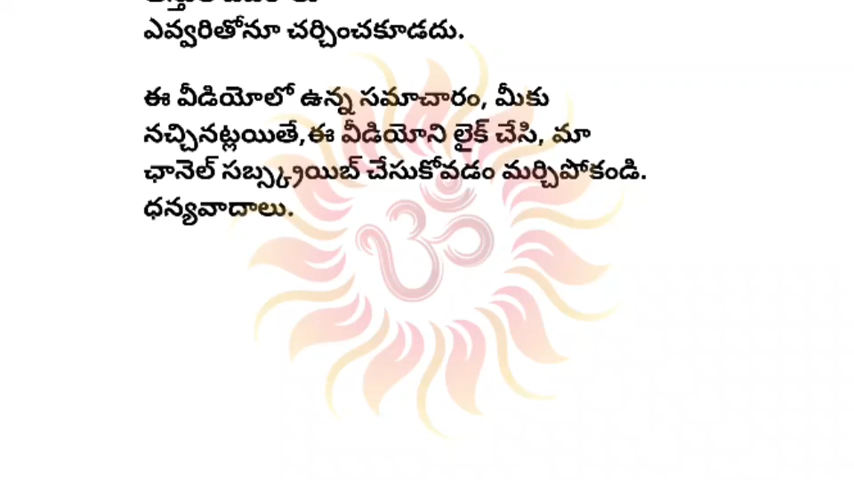 ఎవ్వరితోనూ చర్చించకూడదు.
ఈ వీడియోలో ఉన్న సమాచారం, మీకు
నచ్చినట్లయితే,ఈ వీడియోని లైక్ చేసి, మా
ఛానెల్ సబ్స్క్రయిబ్ చేసుకోవడం మర్చిపోకండి.
ధన్యవాదాలు.